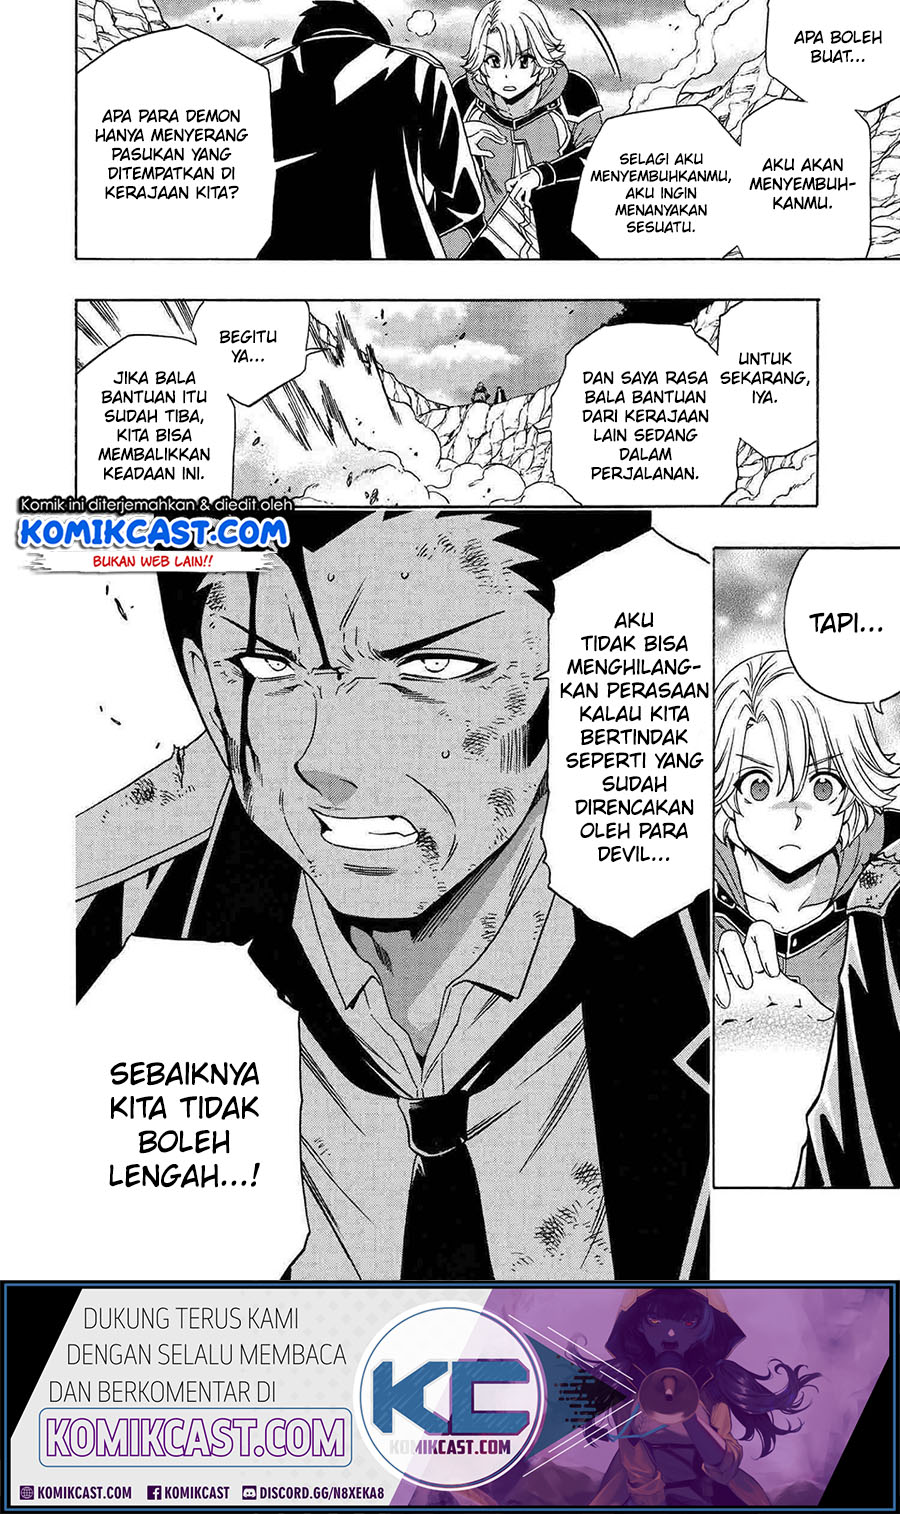 APA BOLEH
BUAT...
AKU AKAN
MENYEMBUH-
KANMU.
SELAGI AKU
MENYEMBUHKANMU,
AKU INGIN
MENANYAKAN
SESUATU.
APA PARA DEMON
HANYA MENYERANG
PASUKAN YANG
DITEMPATKAN DI
KERAJAAN KITA?
UNTUK
SEKARANG,
IYA.
DAN SAYA RASA
BALA BANTUAN
DARI KERAJAAN
LAIN SEDANG
DALAM
PERJALANAN.
BEGITU
YA...
JIKA BALA
BANTUAN ITU
SUDAH TIBA,
KITA BISA
MEMBALIKKAN
KEADAAN INI.
Komik ini diterjemahkan & diedit oleh
KOMIKCAST.COM
BUKAN WEB LAIN!!
TAPI...
AKU
TIDAK BISA
MENGHILANG-
KAN PERASAAN
KALAU KITA
BERTINDAK
SEPERTI YANG
SUDAH
DIRENCAKAN
OLEH PARA
DEVIL...
SEBAIKNYA
KITA TIDAK
BOLEH
LENGAH...!
DUKUNG TERUS KAMI
DENGAN SELALU MEMBACA
DAN BERKOMENTAR DI
KOMIKCAST.COM
KC
KOMIKCAST.COM
KOMIKCAST.COM KOMIKCAST DISCORD.GG/N8XEKA8